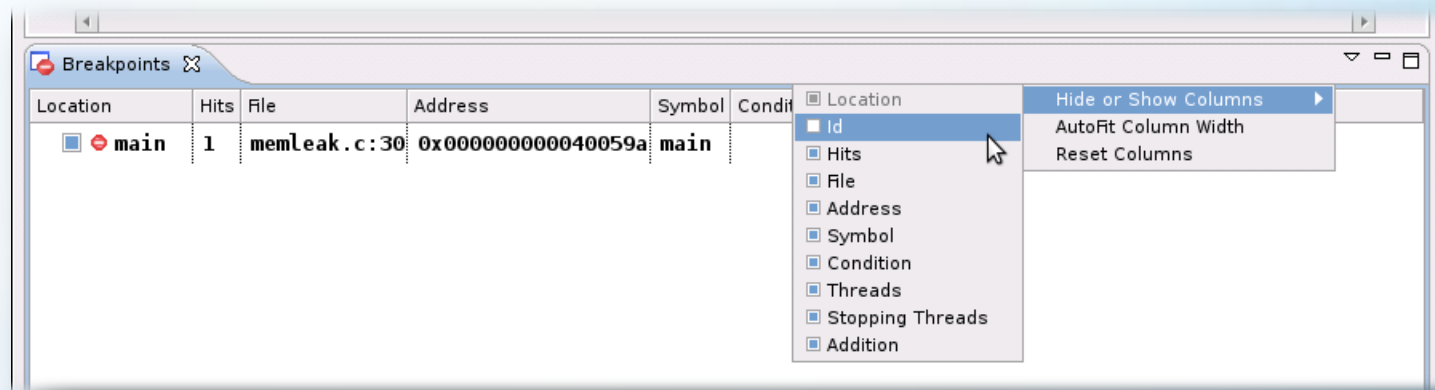 Breakpoints
Location Hits File Address Symbol Condit
main 1 memleak.c:30 0x000000000040059a main
Location
Id
Hits
File
Address
Symbol
Condition
Threads
Stopping Threads
Addition
Hide or Show Columns
AutoFit Column Width
Reset Columns